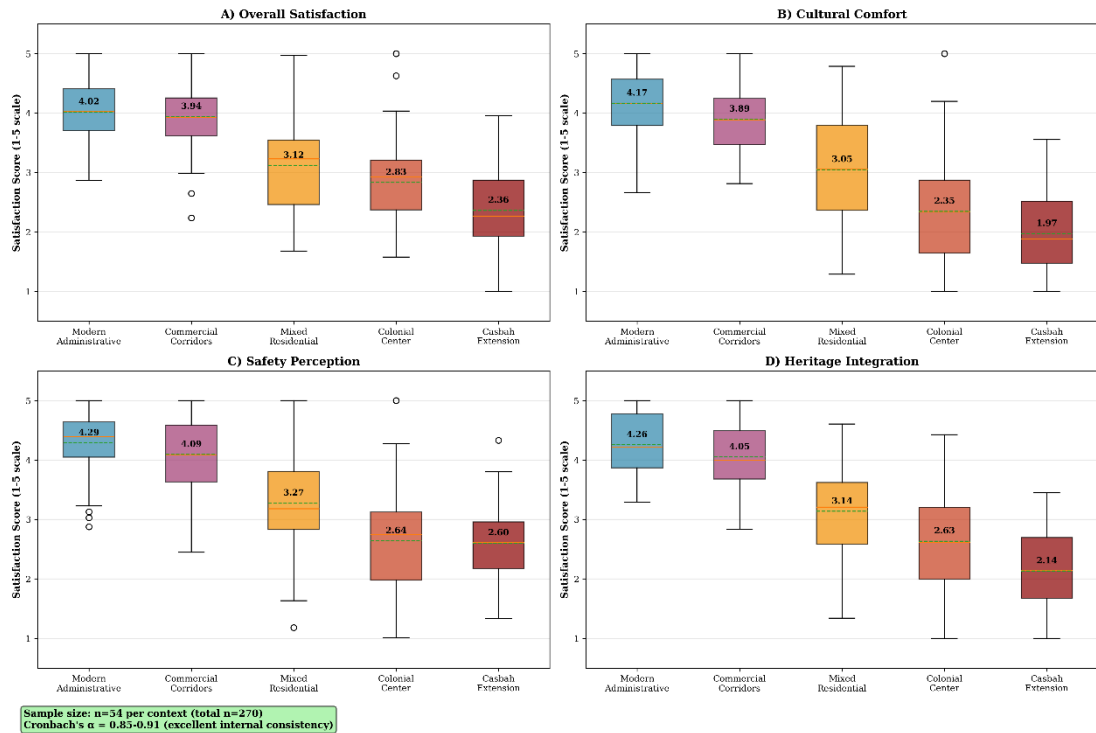 A) Overall Satisfaction
Satisfaction Score (1-5 scale)
5
4
3
2
1
4.02
3.94
3.12
2.83
2.36
Modern
Administrative
Commercial
Corridors
Mixed
Residential
Colonial
Center
Casbah
Extension
B) Cultural Comfort
Satisfaction Score (1-5 scale)
5
4
3
2
1
4.17
3.89
3.05
2.35
1.97
Modern
Administrative
Commercial
Corridors
Mixed
Residential
Colonial
Center
Casbah
Extension
C) Safety Perception
Satisfaction Score (1-5 scale)
5
4
3
2
1
4.29
4.09
3.27
2.64
2.60
Modern
Administrative
Commercial
Corridors
Mixed
Residential
Colonial
Center
Casbah
Extension
D) Heritage Integration
Satisfaction Score (1-5 scale)
5
4
3
2
1
4.26
4.05
3.14
2.63
2.14
Modern
Administrative
Commercial
Corridors
Mixed
Residential
Colonial
Center
Casbah
Extension
Sample size: n=54 per context (total n=270)
Cronbach's α = 0.85-0.91 (excellent internal consistency)